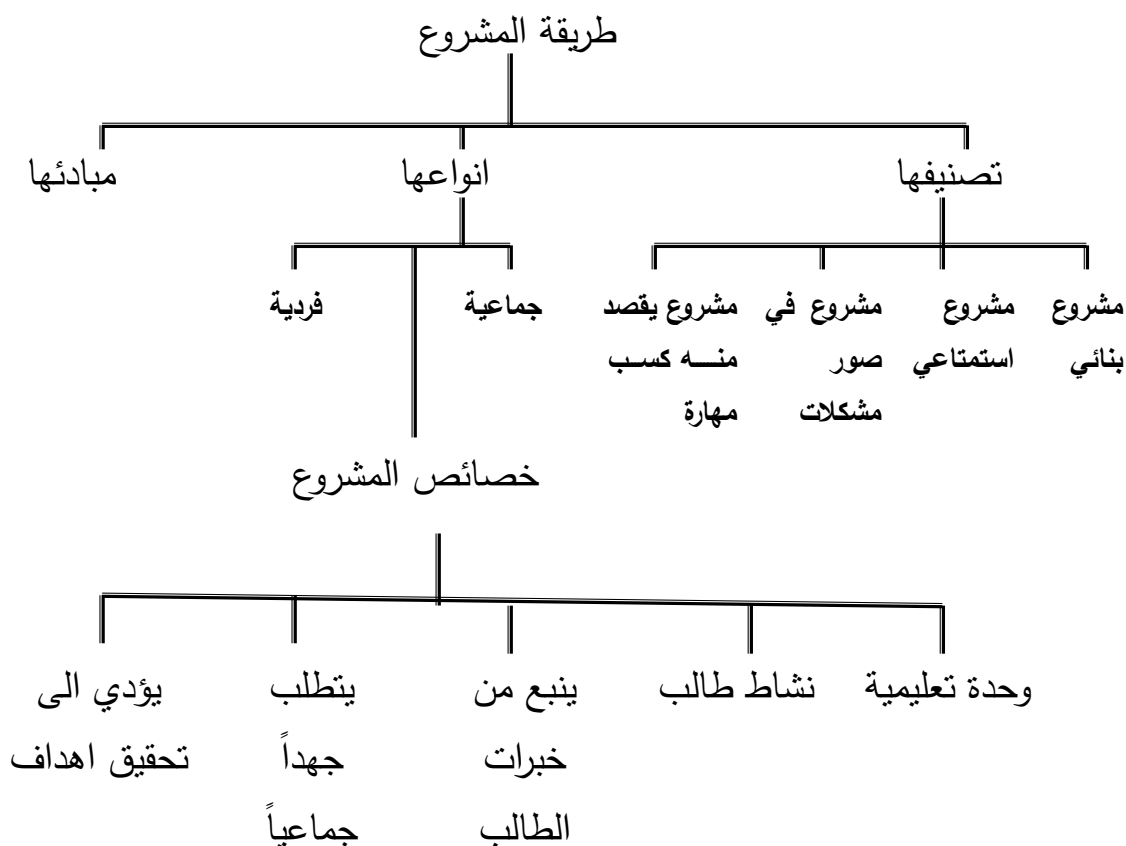 طريقة المشروع
تصنيفها
انواعها
مبادئها
مشروع
بنائي
مشروع
استمتاعي
مشروع في
صور
مشكلات
مشروع يقصد
منه كسب
مهارة
جماعية
فردية
خصائص المشروع
وحدة تعليمية
نشاط طالب
ينبع من
خبرات
الطالب
يتطلب
جهداً
جماعياً
يؤدي الى
تحقيق اهداف